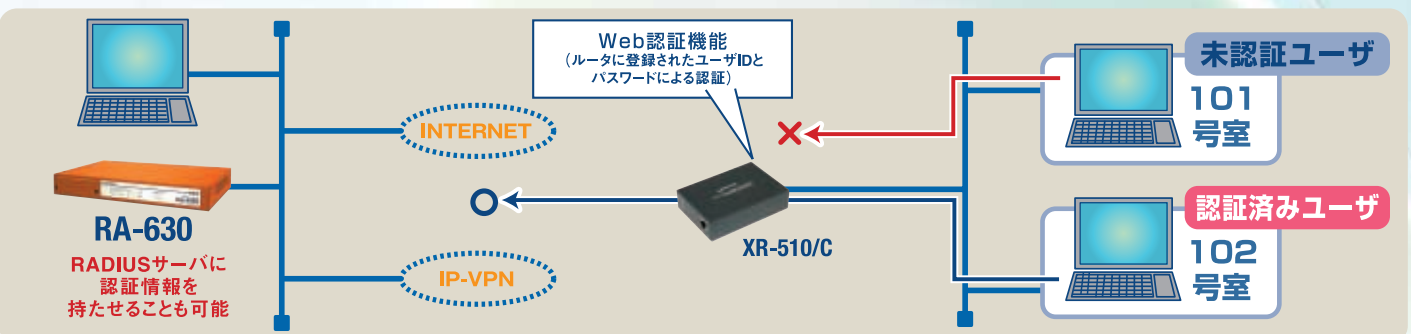 Web認証機能
(ルータに登録されたユーザIDと
パスワードによる認証)
未認証ユーザ
101
号室
INTERNET
RA-630
RADIUSサーバに
認証情報を
持たせることも可能
IP-VPN
XR-510/C
認証済みユーザ
102
号室